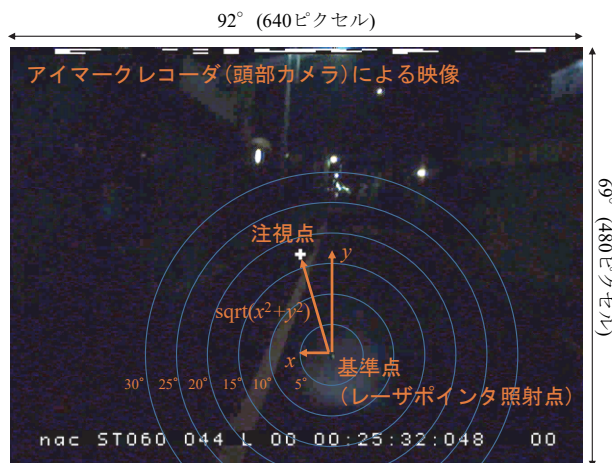 92°(640ピクセル)
アイマークレコーダ(頭部カメラ)による映像
69°(480ピクセル)
注視点
y
sqrt(x²+y²)
x
基準点
(レーザポインタ照射点)
30° 25° 20° 15° 10° 5°
nac ST060 044 L 00 00:25:32:048 00